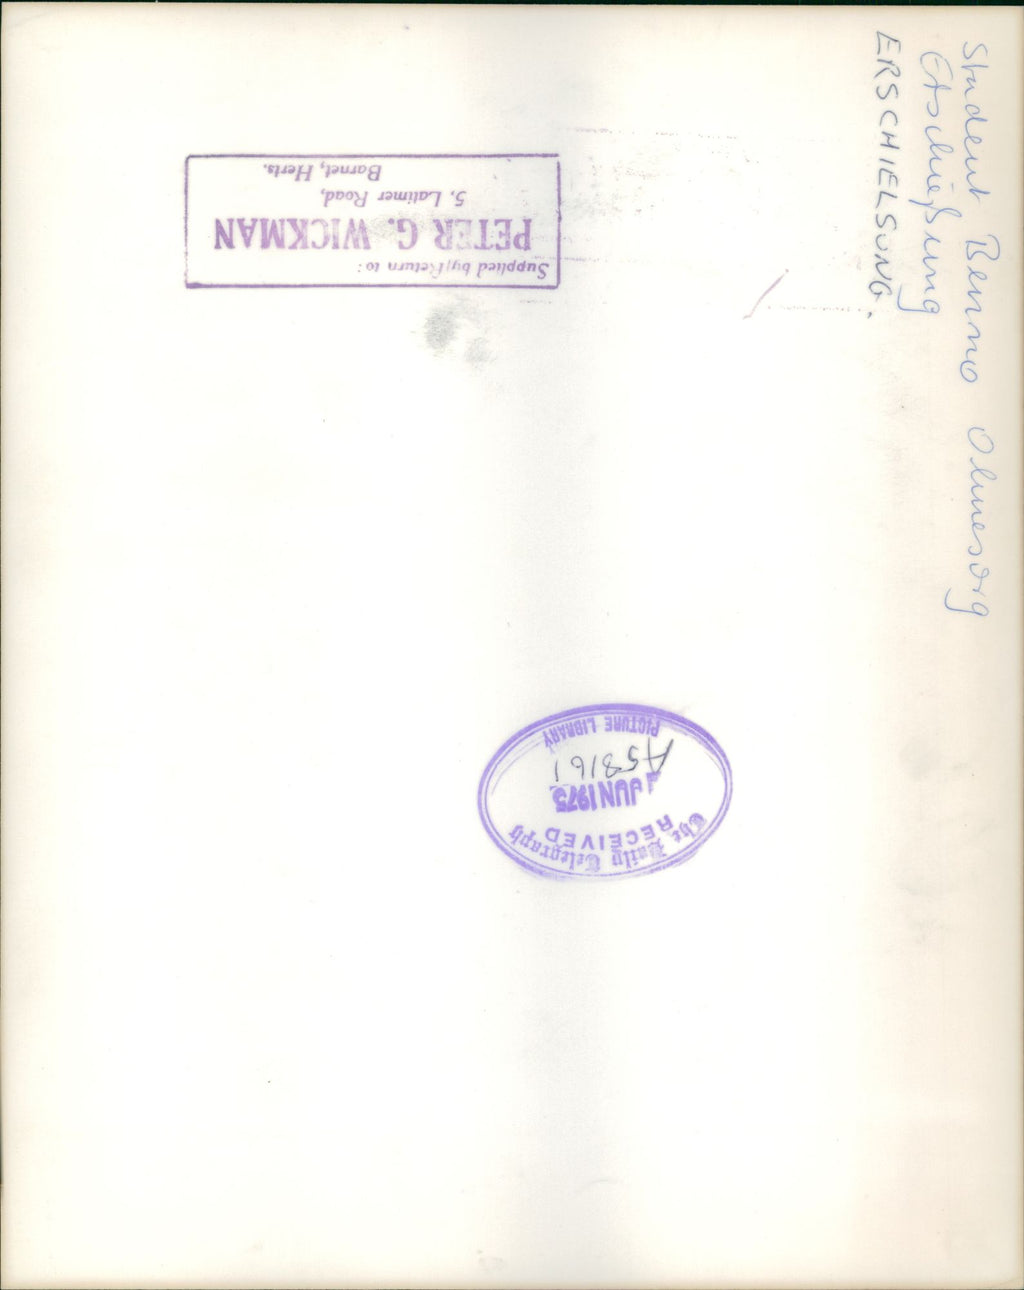 Student Benno Ohnesorg
Erschießung
ERSCHIELSUNG.
Supplied by, Return to:
PETER G. WICKMAN
5, Latimer Road,
Barnet, Herts.
The Daily Telegraph
RECEIVED
JUN 1975
A58161
PICTURE LIBRARY